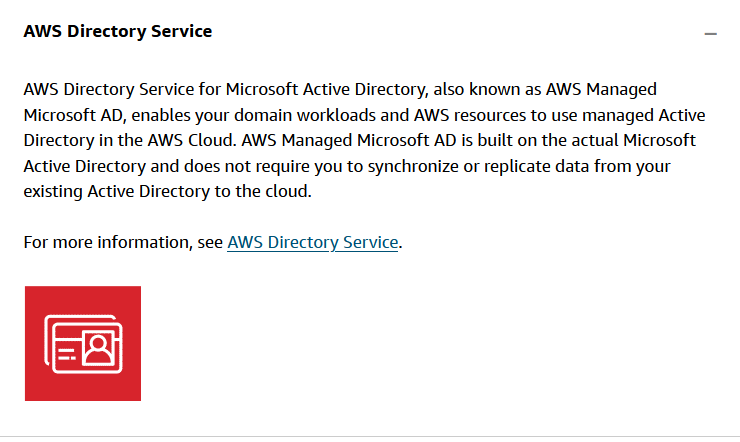 AWS Directory Service
AWS Directory Service for Microsoft Active Directory, also known as AWS Managed
Microsoft AD, enables your domain workloads and AWS resources to use managed Active
Directory in the AWS Cloud. AWS Managed Microsoft AD is built on the actual Microsoft
Active Directory and does not require you to synchronize or replicate data from your
existing Active Directory to the cloud.
For more information, see AWS Directory Service.